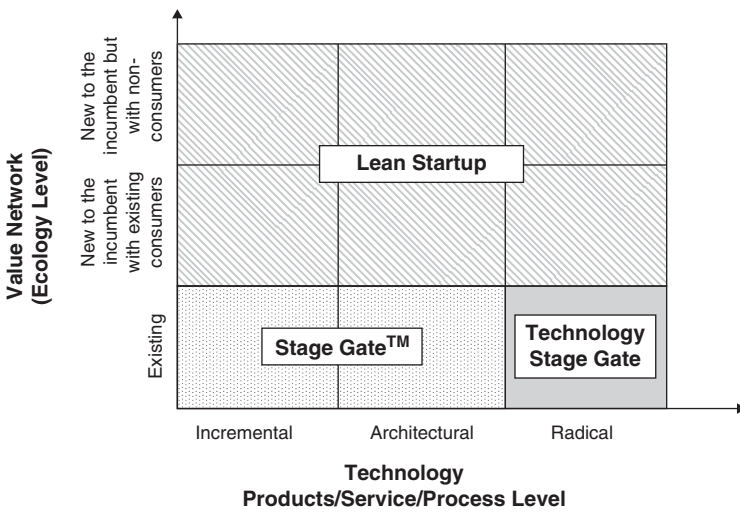 Value Network
(Ecology Level)
New to the
incumbent but
with non-
consumers
New to the
incumbent
with existing
consumers
Existing
Lean Startup
Stage Gate™
Technology
Stage Gate
Incremental
Architectural
Radical
Technology
Products/Service/Process Level